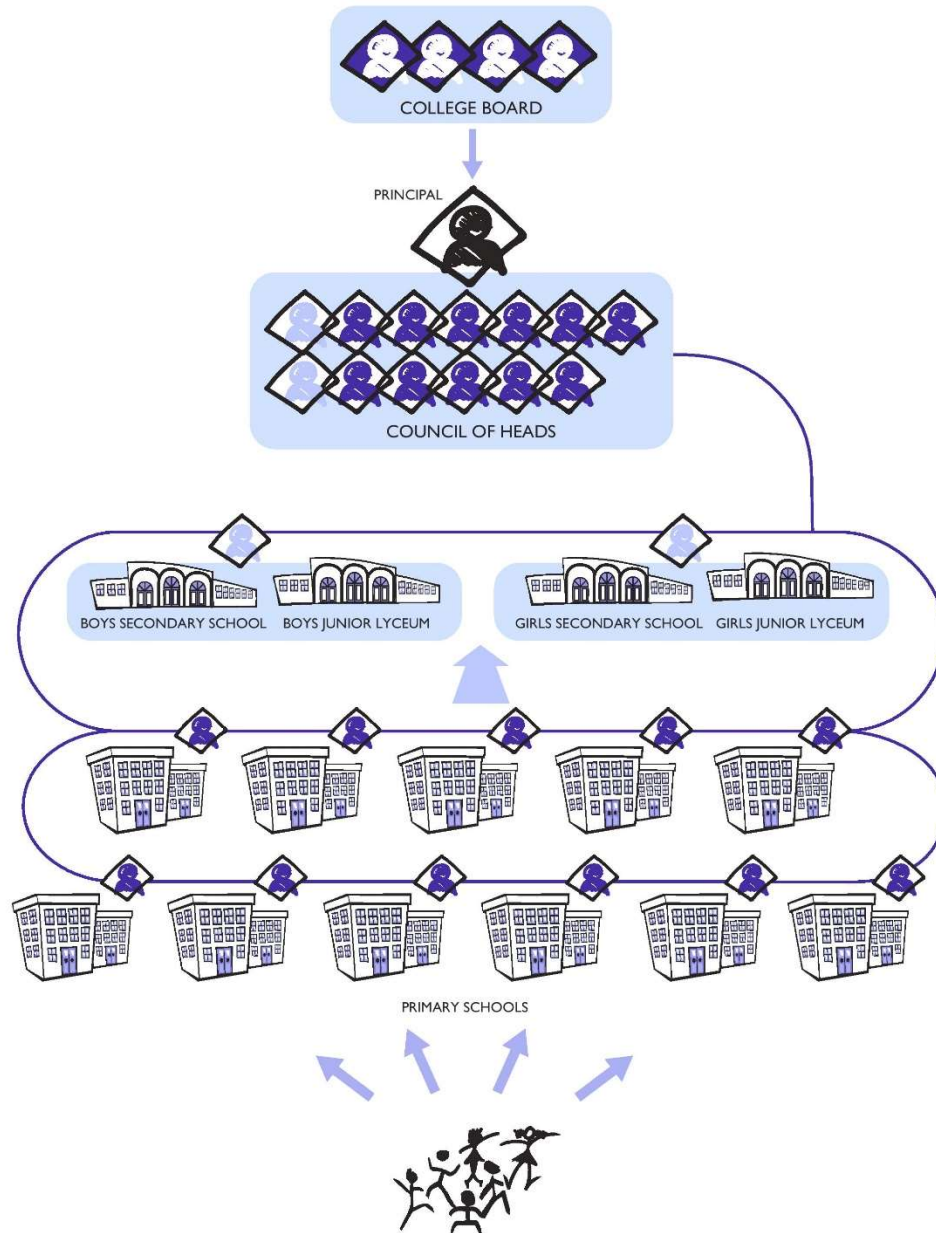 COLLEGE BOARD
PRINCIPAL
COUNCIL OF HEADS
BOYS SECONDARY SCHOOL
BOYS JUNIOR LYCEUM
GIRLS SECONDARY SCHOOL
GIRLS JUNIOR LYCEUM
PRIMARY SCHOOLS